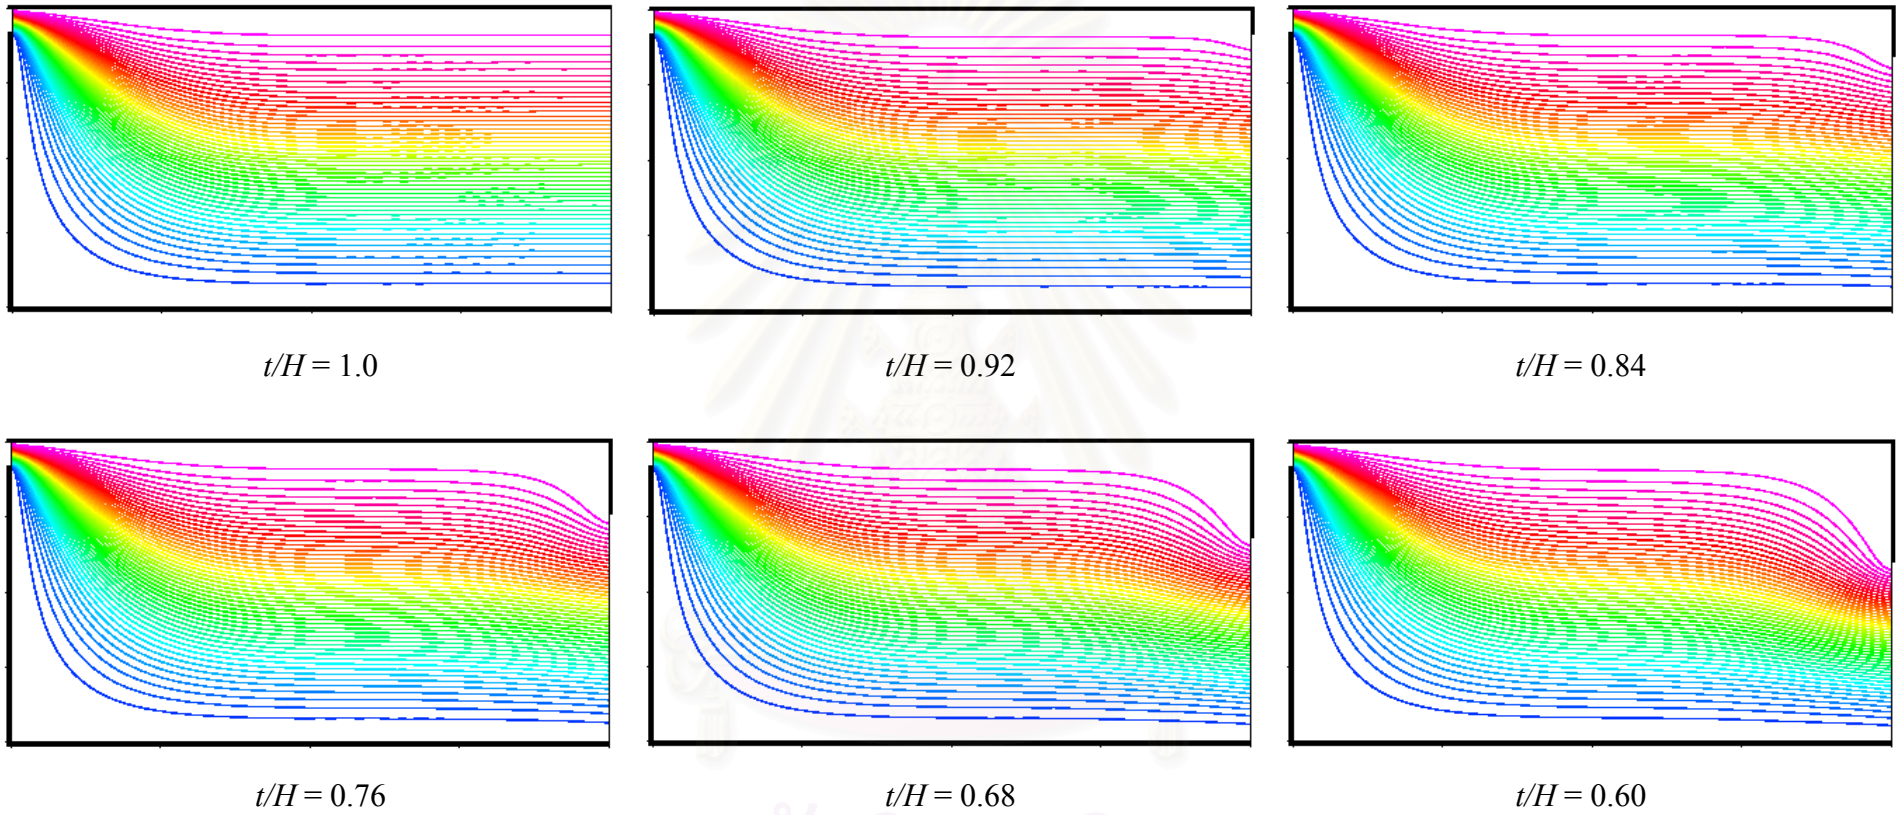 t/H = 1.0
t/H = 0.92
t/H = 0.84
t/H = 0.76
t/H = 0.68
t/H = 0.60